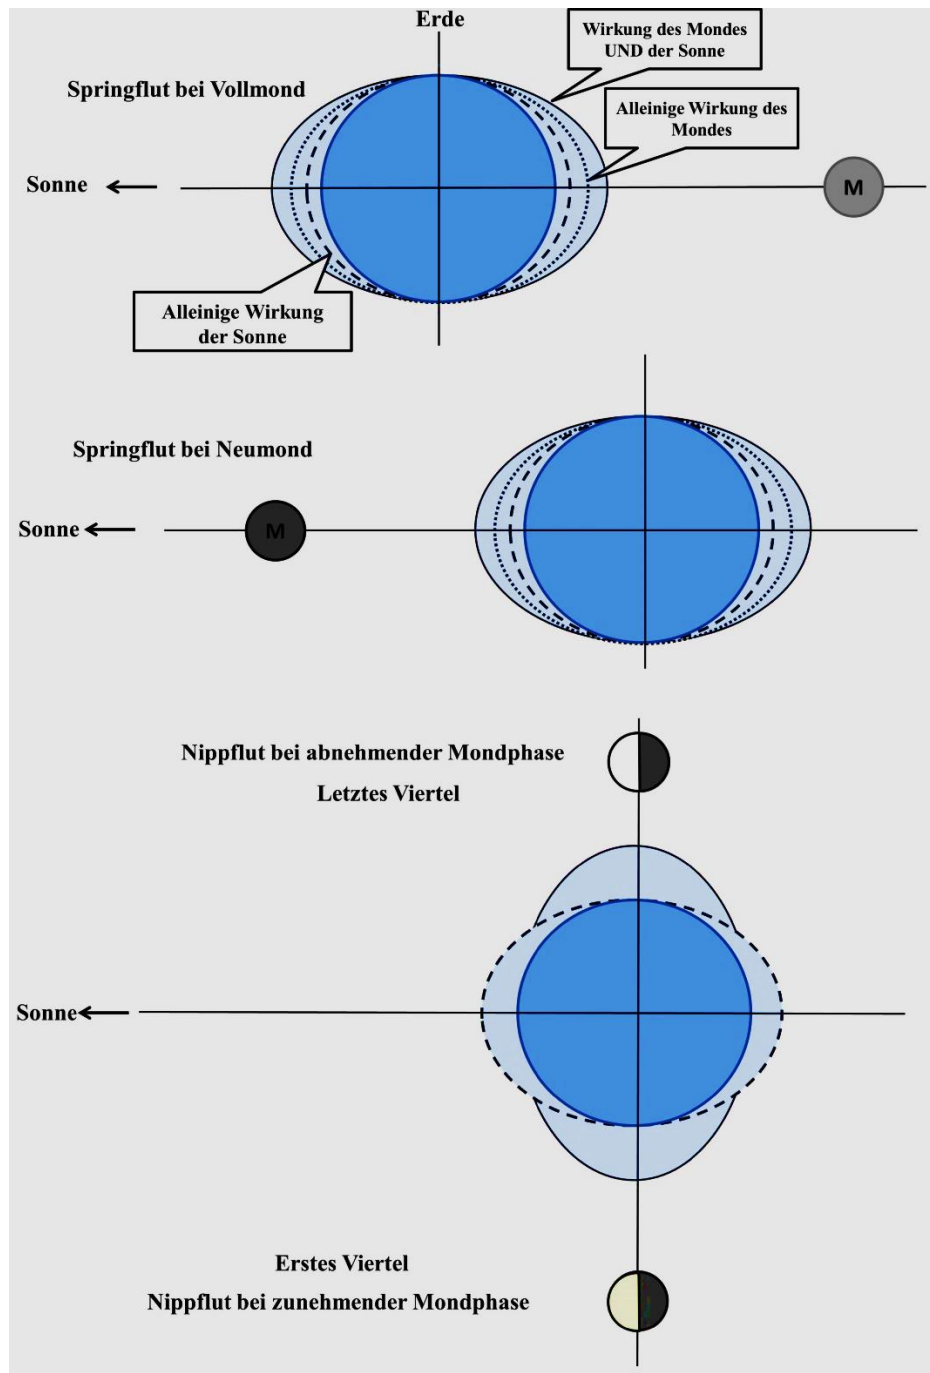 Erde
Wirkung des Mondes
UND der Sonne
Springflut bei Vollmond
Alleinige Wirkung des
Mondes
Sonne
M
Alleinige Wirkung
der Sonne
Springflut bei Neumond
Sonne
M
Nippflut bei abnehmender Mondphase
Letztes Viertel
Sonne
Erstes Viertel
Nippflut bei zunehmender Mondphase